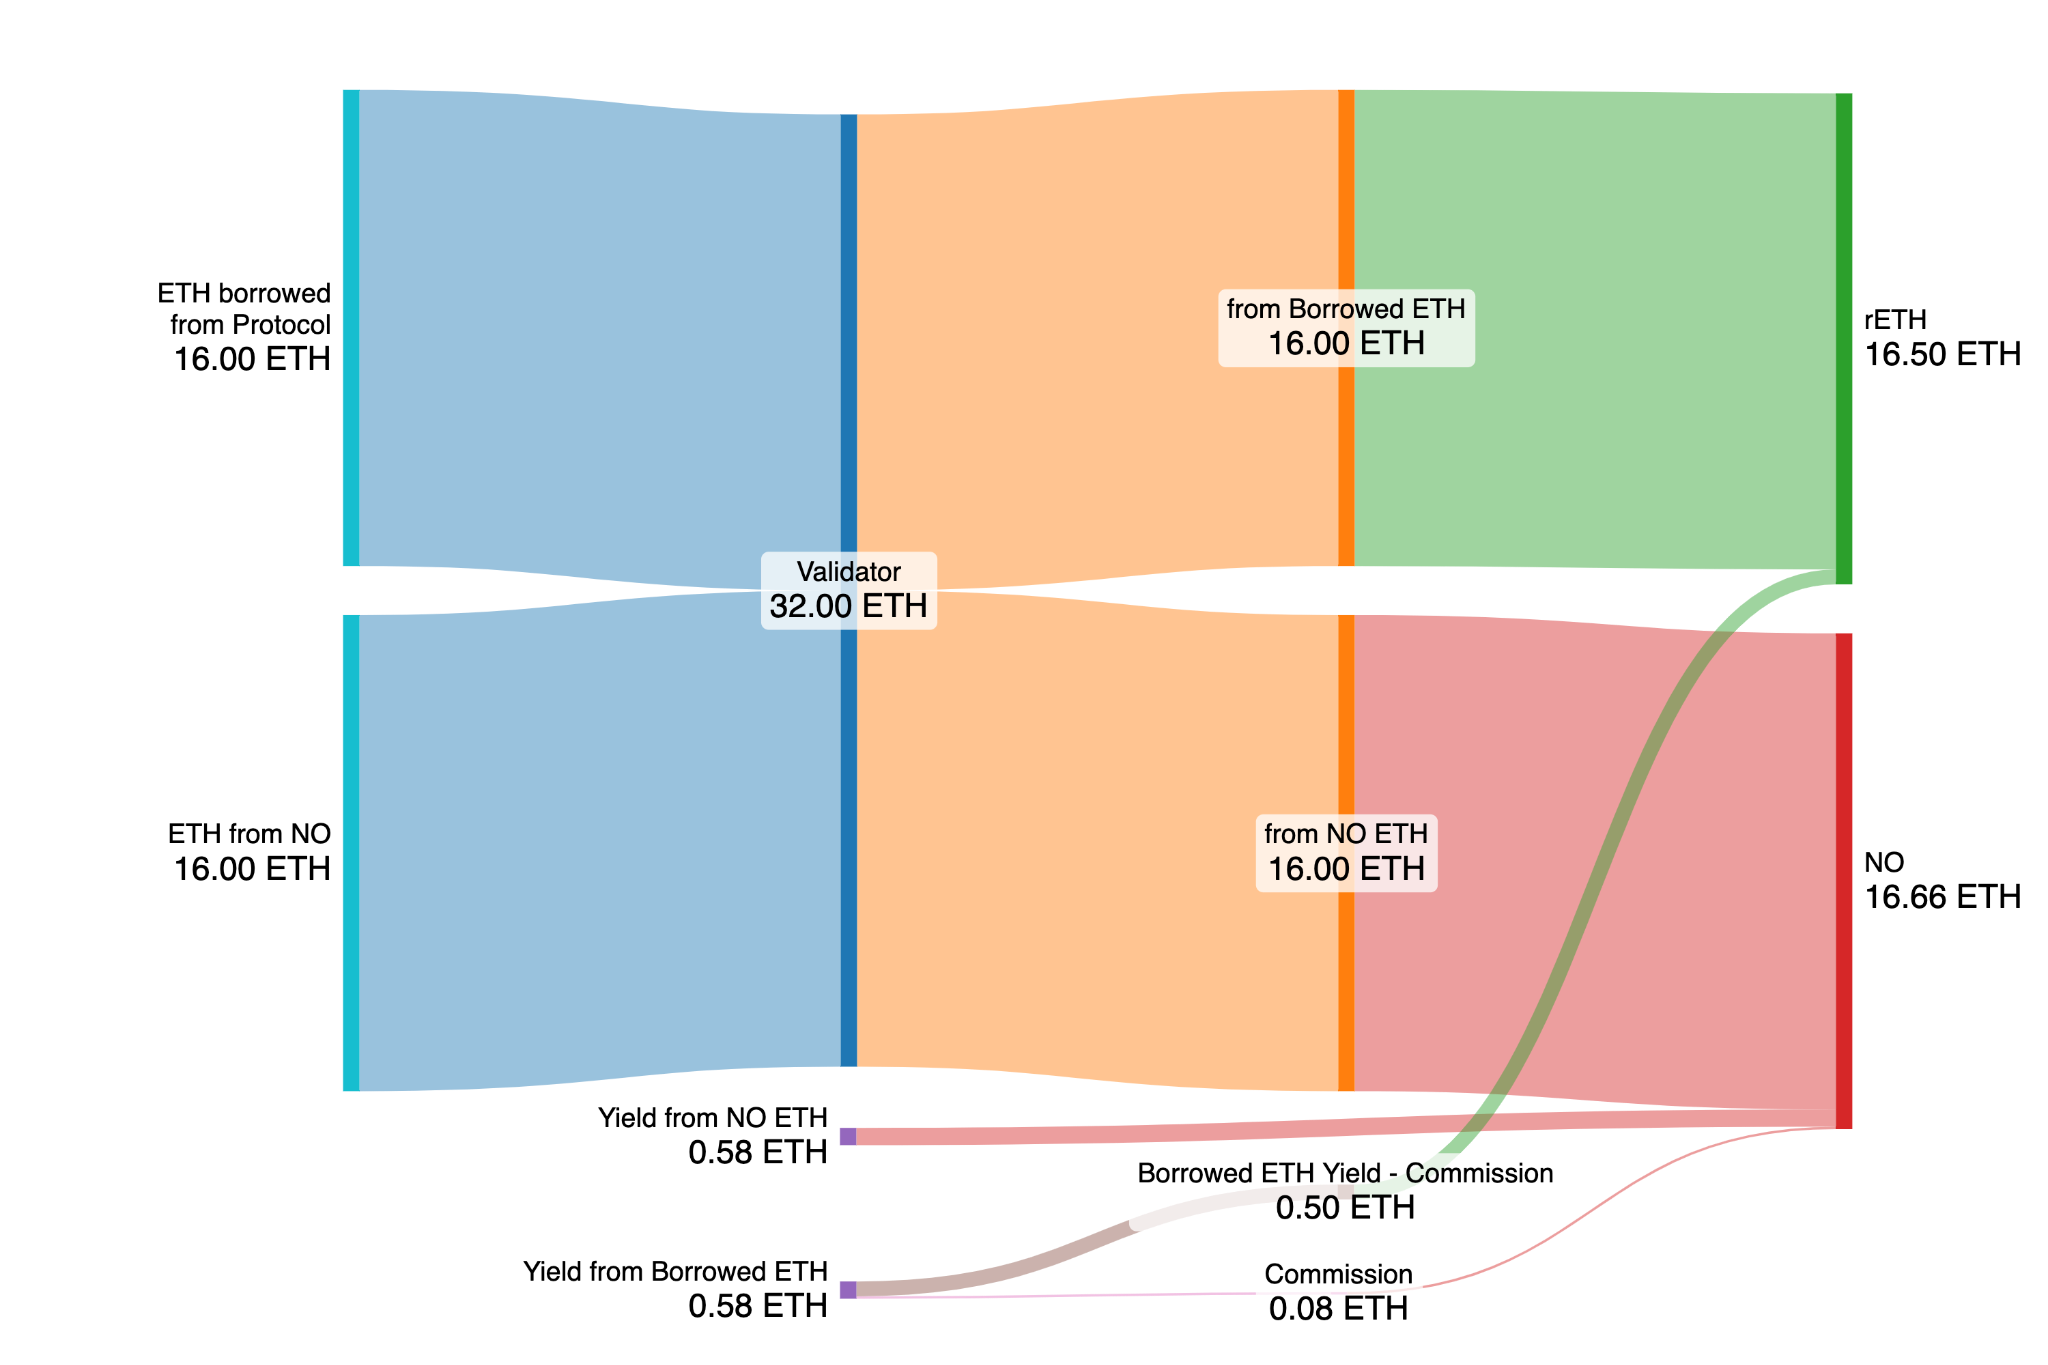 ETH borrowed
from Protocol
16.00 ETH
from Borrowed ETH
16.00 ETH
rETH
16.50 ETH
Validator
32.00 ETH
ETH from NO
16.00 ETH
from NO ETH
16.00 ETH
NO
16.66 ETH
Yield from NO ETH
0.58 ETH
Borrowed ETH Yield - Commission
0.50 ETH
Yield from Borrowed ETH
0.58 ETH
Commission
0.08 ETH